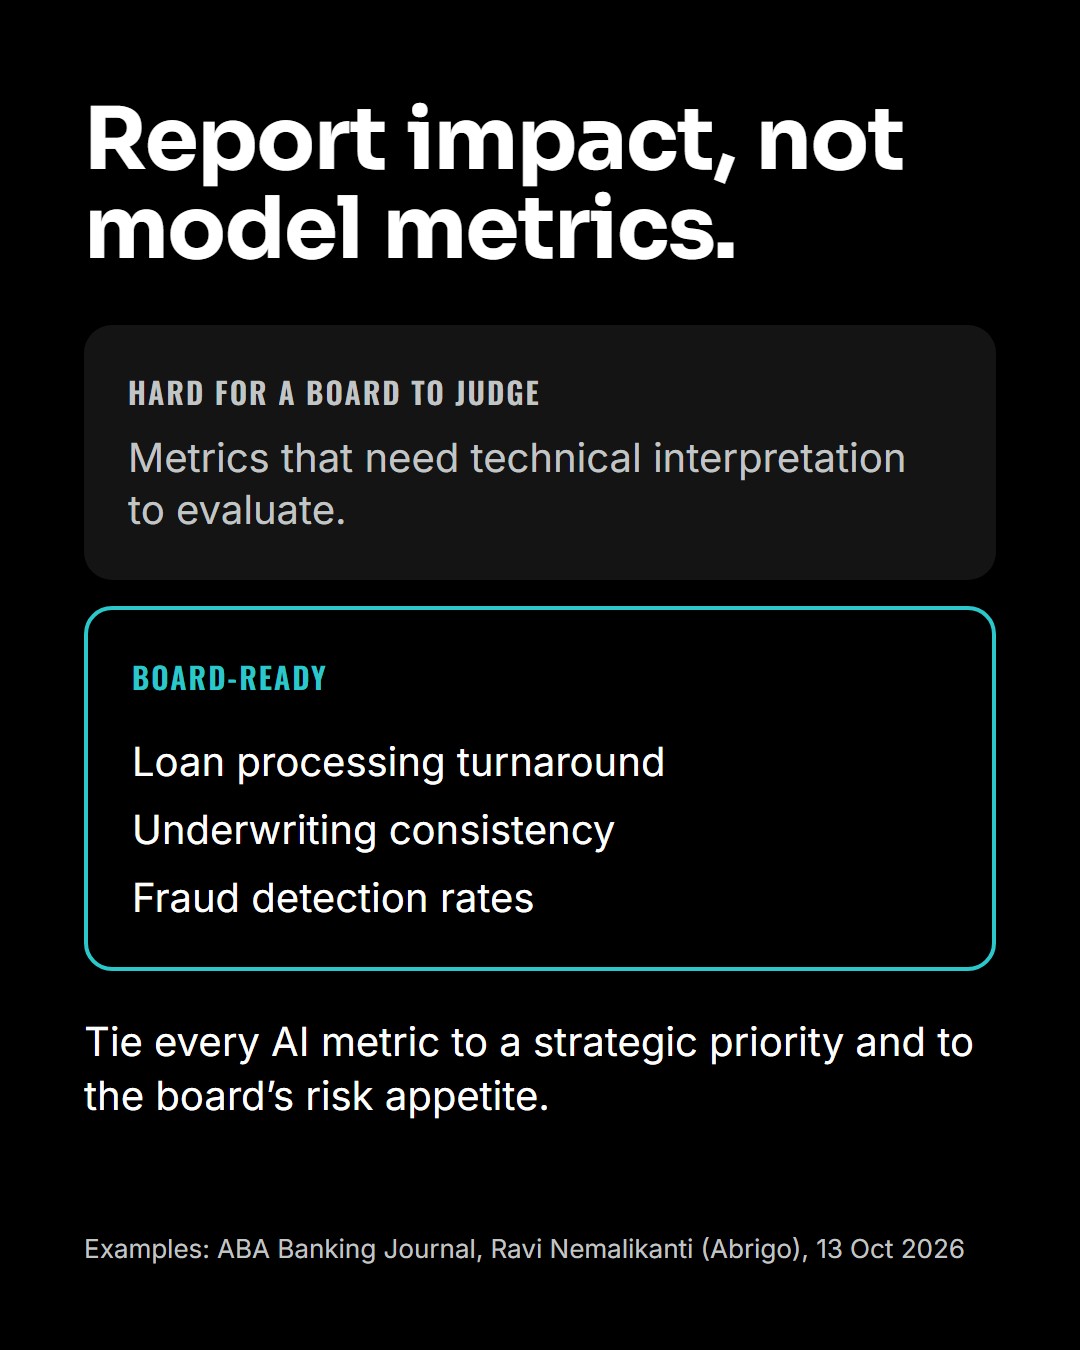 Report impact, not
model metrics.
HARD FOR A BOARD TO JUDGE
Metrics that need technical interpretation
to evaluate.
BOARD-READY
Loan processing turnaround
Underwriting consistency
Fraud detection rates
Tie every AI metric to a strategic priority and to
the board’s risk appetite.
Examples: ABA Banking Journal, Ravi Nemalikanti (Abrigo), 13 Oct 2026